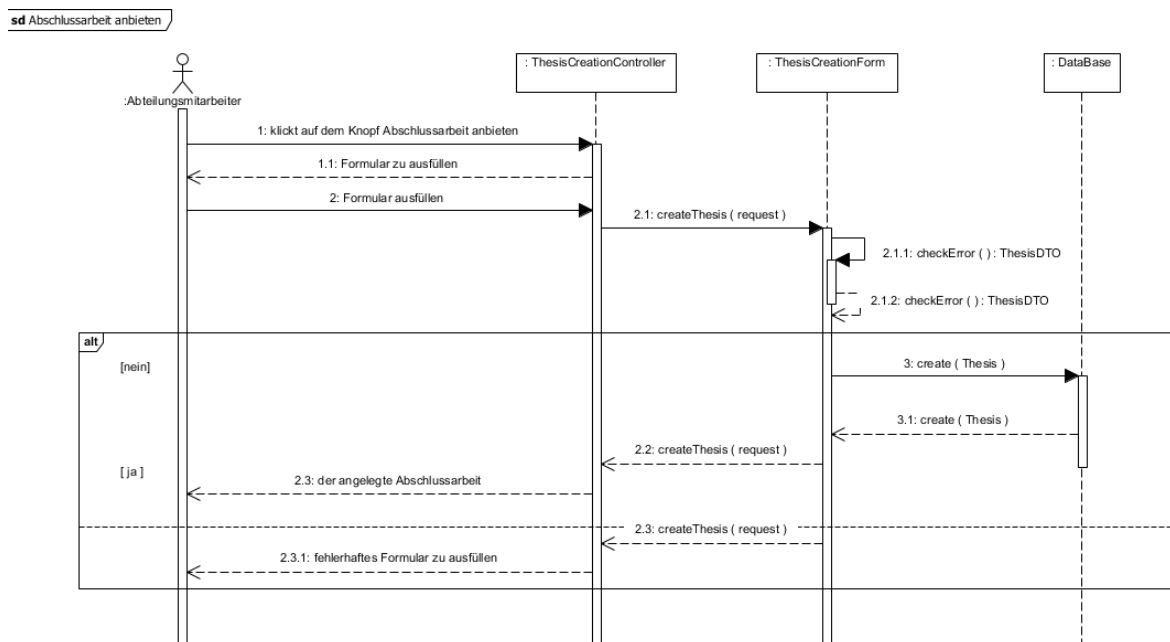 sd Abschlussarbeit anbieten
:Abteilungsmitarbeiter
: ThesisCreationController
: ThesisCreationForm
: DataBase
1: klickt auf dem Knopf Abschlussarbeit anbieten
1.1: Formular zu ausfüllen
2: Formular ausfüllen
2.1: createThesis ( request )
2.1.1: checkError ( ) : ThesisDTO
2.1.2: checkError ( ) : ThesisDTO
alt
[nein]
3: create ( Thesis )
3.1: create ( Thesis )
2.2: createThesis ( request )
[ ja ]
2.3: der angelegte Abschlussarbeit
2.3: createThesis ( request )
2.3.1: fehlerhaftes Formular zu ausfüllen